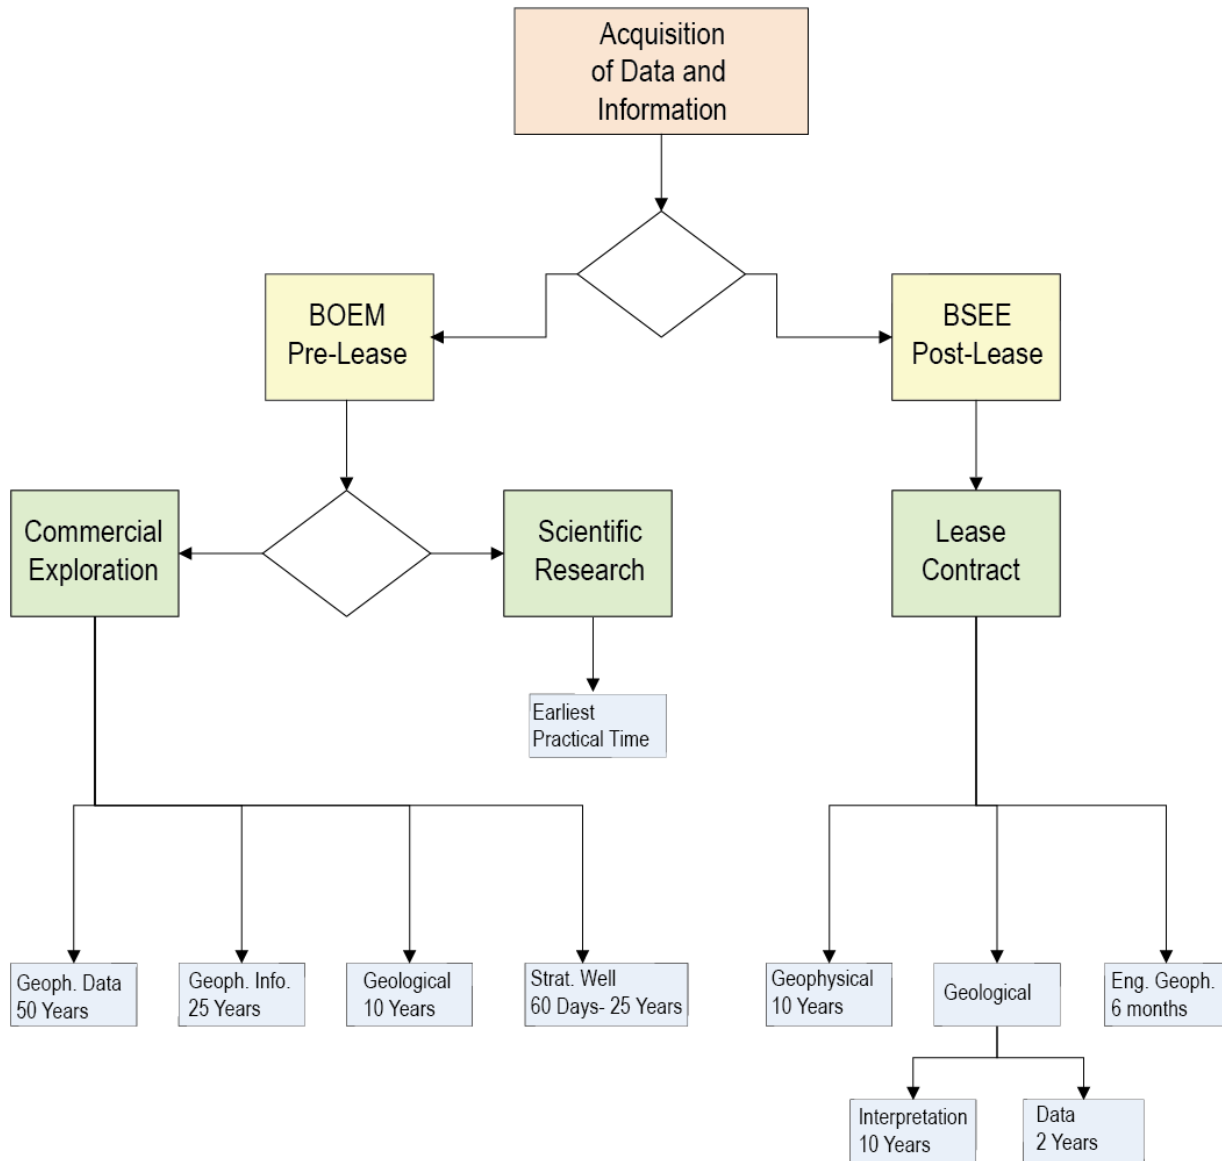 Acquisition
of Data and
Information
BOEM
Pre-Lease
BSEE
Post-Lease
Commercial
Exploration
Scientific
Research
Lease
Contract
Earliest
Practical Time
Geoph. Data
50 Years
Geoph. Info.
25 Years
Geological
10 Years
Strat. Well
60 Days- 25 Years
Geophysical
10 Years
Geological
Eng. Geoph.
6 months
Interpretation
10 Years
Data
2 Years